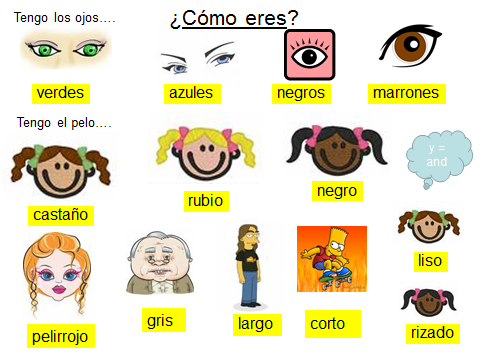 ¿Cómo eres?
Tengo los ojos....
verdes
azules
negros
marrones
Tengo el pelo....
y =
and
castaño
rubio
negro
liso
pelirrojo
gris
largo
corto
rizado